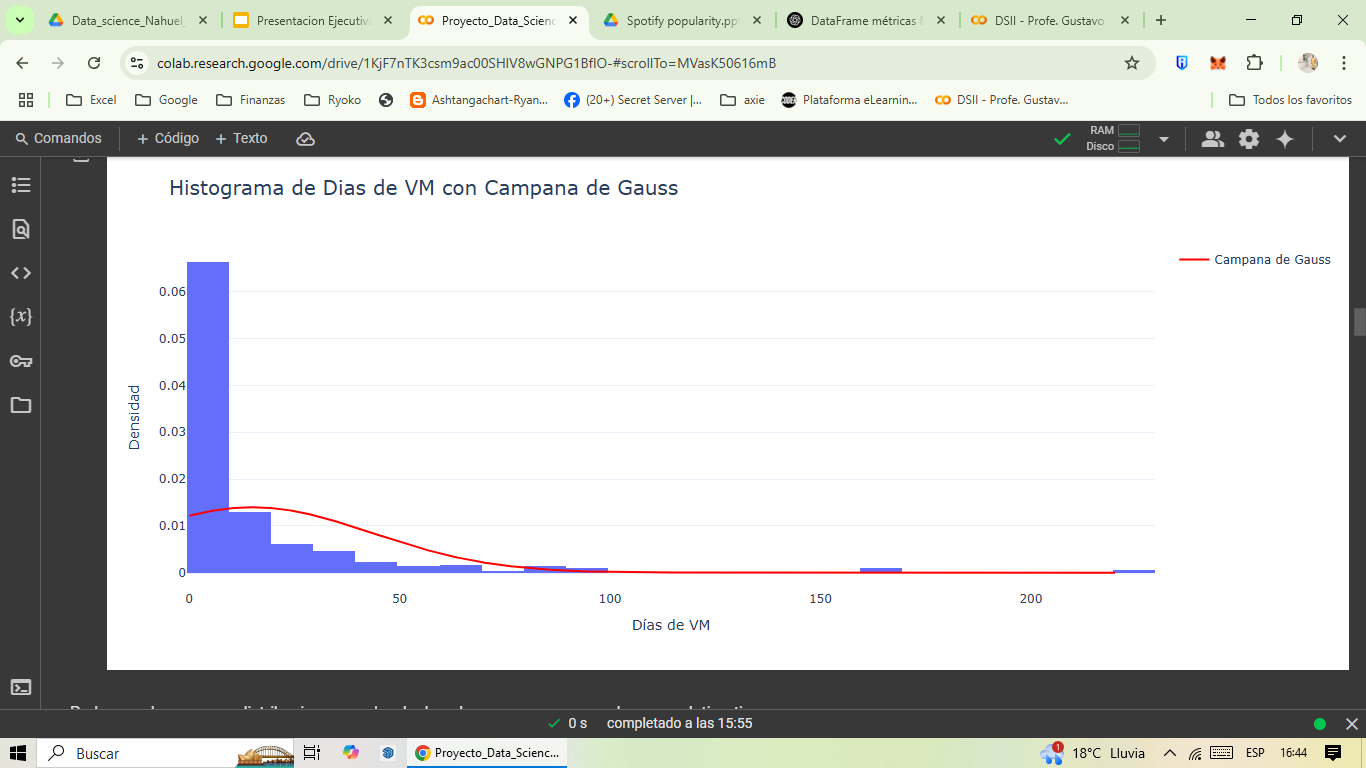 Data_science_Nahuel_
Presentacion Ejecutiva
Proyecto_Data_Scienc
Spotify popularity.pp
DataFrame métricas M
DSII - Profe. Gustavo
colab.research.google.com/drive/1KjF7nTK3csm9ac00SHlV8wGNPG1BflO-#scrollTo=MVasK50616mB
Excel
Google
Finanzas
Ryoko
Ashtangachart-Ryan...
(20+) Secret Server |...
axie
Plataforma eLearnin...
DSII - Profe. Gustav...
Todos los favoritos
Comandos
+ Código
+ Texto
RAM
Disco
Histograma de Dias de VM con Campana de Gauss
Campana de Gauss
0.06
0.05
0.04
0.03
0.02
0.01
0
Densidad
0 50 100 150 200
Días de VM
0 s completado a las 15:55
Buscar
Proyecto_Data_Scienc...
1
18°C Lluvia
ESP
16:44